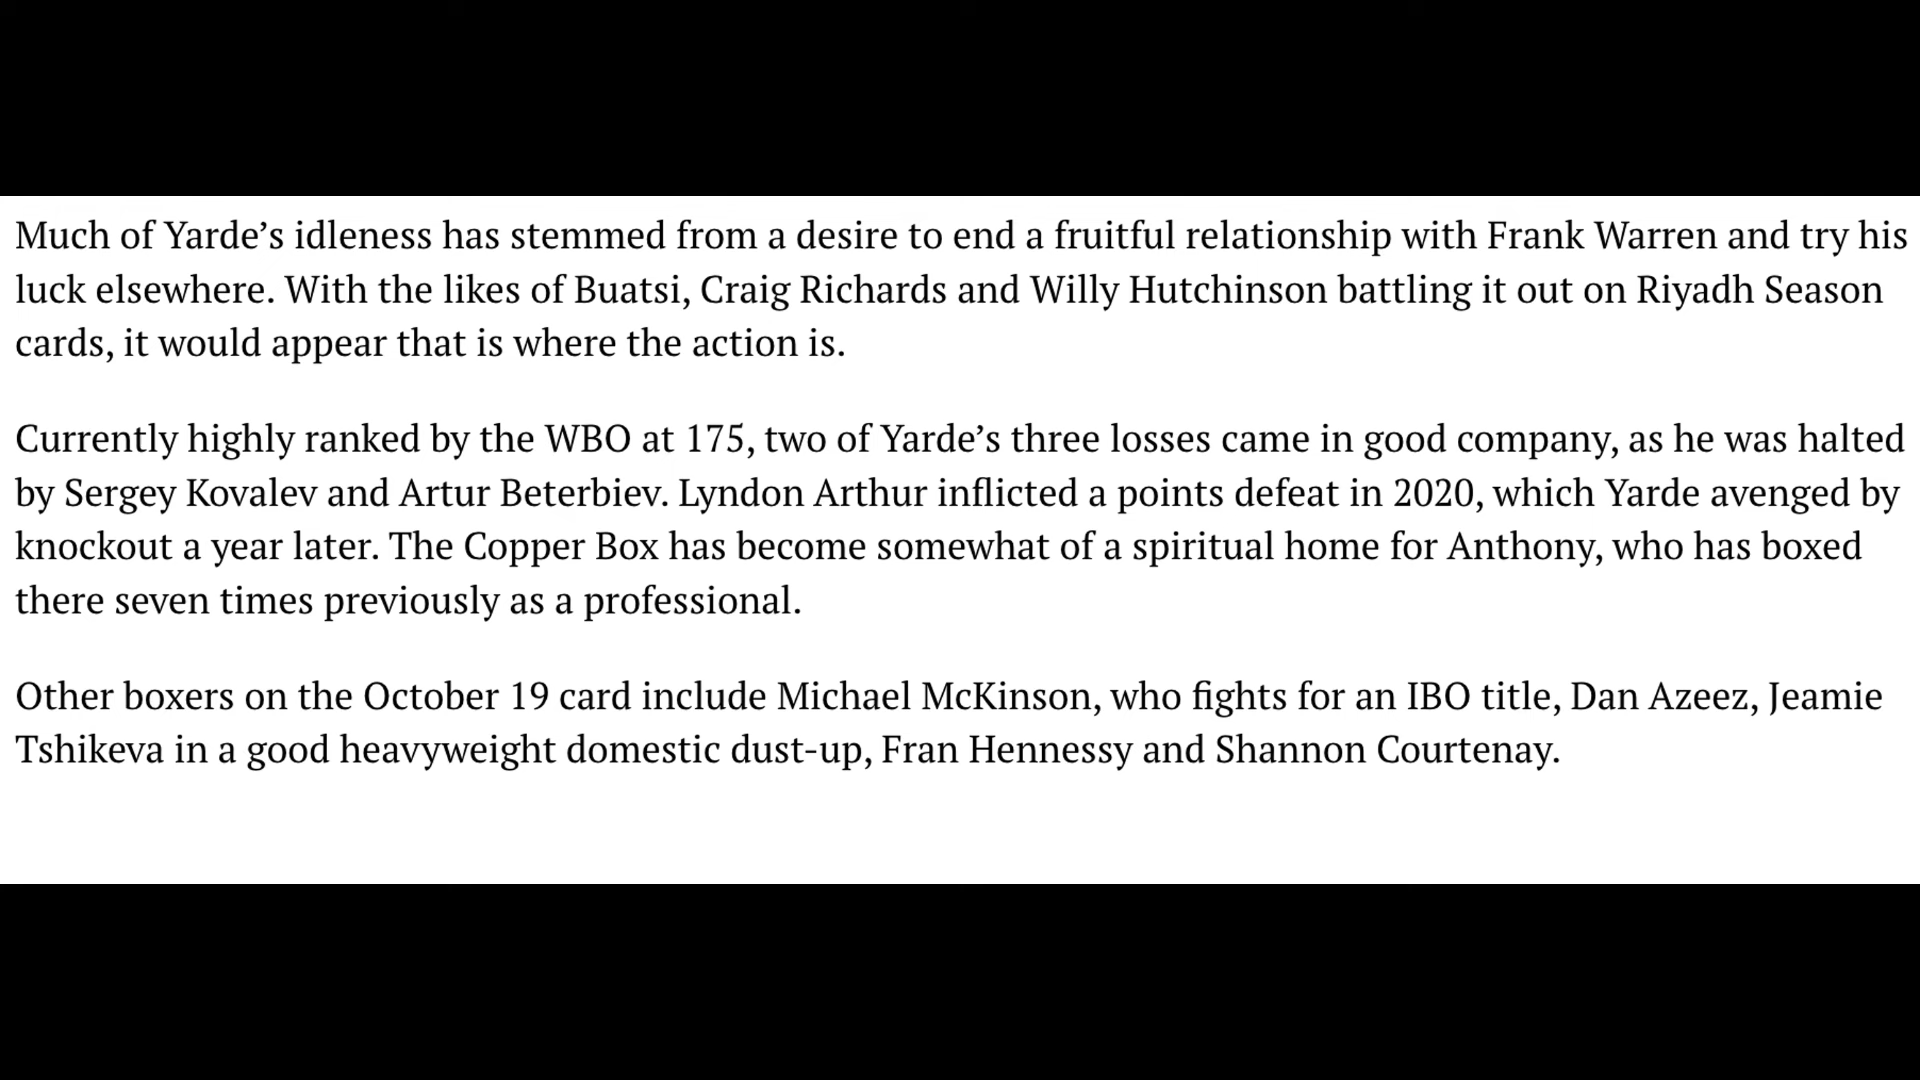 Much of Yarde’s idleness has stemmed from a desire to end a fruitful relationship with Frank Warren and try his
luck elsewhere. With the likes of Buatsi, Craig Richards and Willy Hutchinson battling it out on Riyadh Season
cards, it would appear that is where the action is.
Currently highly ranked by the WBO at 175, two of Yarde’s three losses came in good company, as he was halted
by Sergey Kovalev and Artur Beterbiev. Lyndon Arthur inflicted a points defeat in 2020, which Yarde avenged by
knockout a year later. The Copper Box has become somewhat of a spiritual home for Anthony, who has boxed
there seven times previously as a professional.
Other boxers on the October 19 card include Michael McKinson, who fights for an IBO title, Dan Azeez, Jeamie
Tshikeva in a good heavyweight domestic dust-up, Fran Hennessy and Shannon Courtenay.